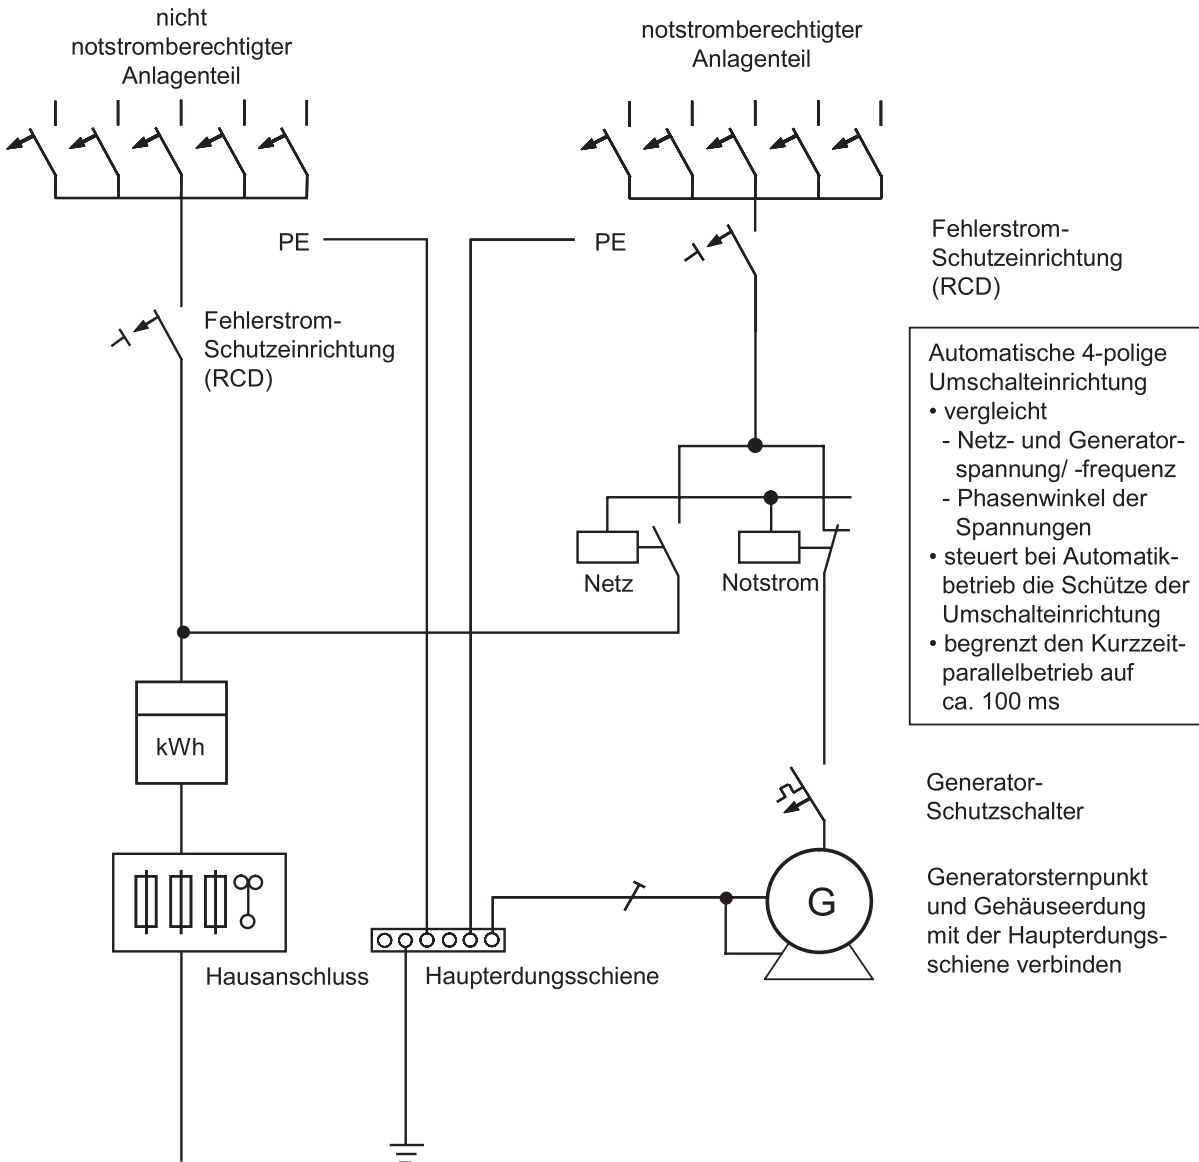 nicht
notstromberechtigter
Anlagenteil
notstromberechtigter
Anlagenteil
PE
PE
Fehlerstrom-
Schutzeinrichtung
(RCD)
Fehlerstrom-
Schutzeinrichtung
(RCD)
Automatische 4-polige
Umschalteinrichtung
• vergleicht
- Netz- und Generator-
spannung/ -frequenz
- Phasenwinkel der
Spannungen
• steuert bei Automatik-
betrieb die Schütze der
Umschalteinrichtung
• begrenzt den Kurzzeit-
parallelbetrieb auf
ca. 100 ms
Netz
Notstrom
kWh
Generator-
Schutzschalter
G
Generatorsternpunkt
und Gehäuseerdung
mit der Haupterdungs-
schiene verbinden
Hausanschluss
Haupterdungsschiene